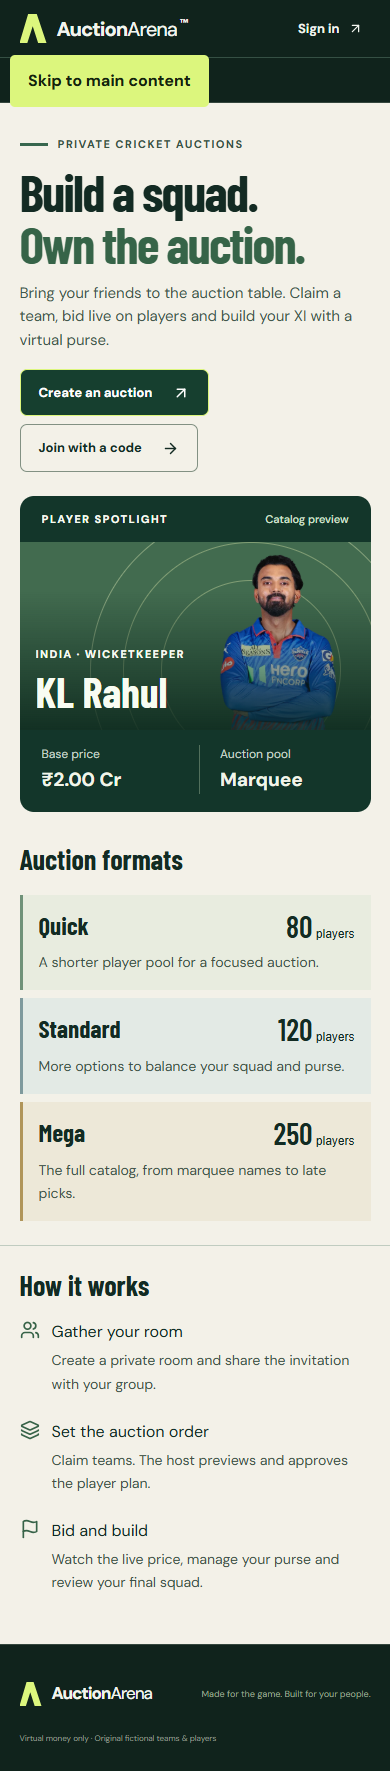 AuctionArena™
Sign in
Skip to main content
PRIVATE CRICKET AUCTIONS
Build a squad.
Own the auction.
Bring your friends to the auction table. Claim a
team, bid live on players and build your XI with a
virtual purse.
Create an auction
Join with a code
PLAYER SPOTLIGHT
Catalog preview
INDIA · WICKETKEEPER
KL Rahul
Hero
ENCORP
Base price
₹2.00 Cr
Auction pool
Marquee
Auction formats
Quick
80 players
A shorter player pool for a focused auction.
Standard
120 players
More options to balance your squad and purse.
Mega
250 players
The full catalog, from marquee names to late
picks.
How it works
Gather your room
Create a private room and share the invitation
with your group.
Set the auction order
Claim teams. The host previews and approves
the player plan.
Bid and build
Watch the live price, manage your purse and
review your final squad.
AuctionArena
Made for the game. Built for your people.
Virtual money only · Original fictional teams & players